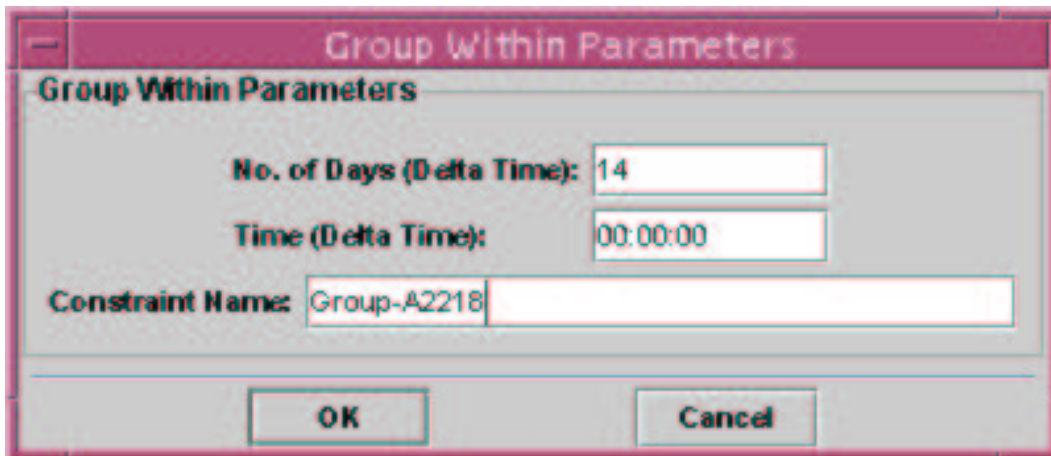 Group Within Parameters
Group Within Parameters
No. of Days (Delta Time): 14
Time (Delta Time): 00:00:00
Constraint Name: Group-A2218
OK Cancel